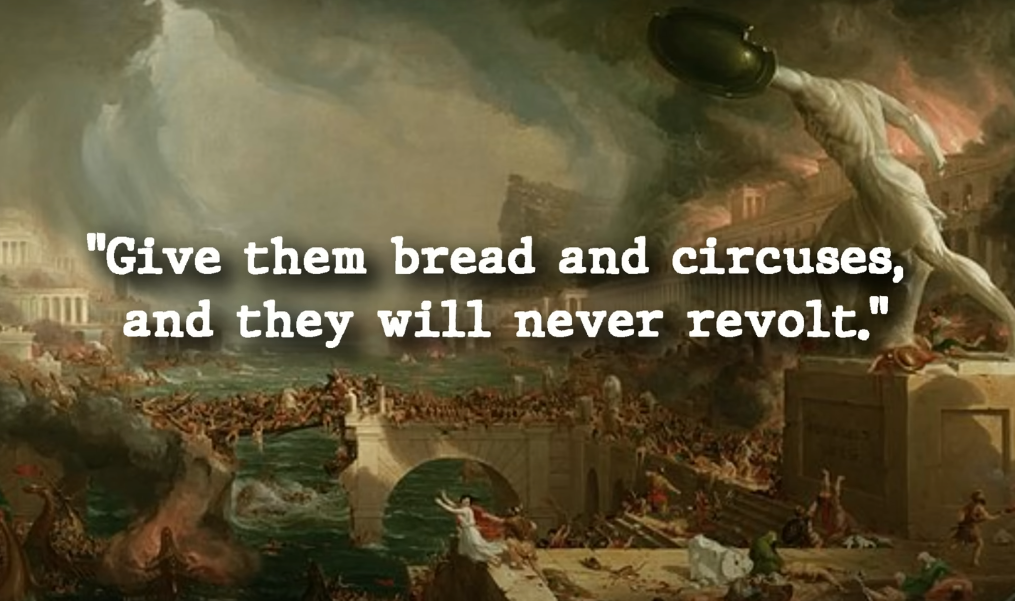 "Give them bread and circuses,
and they will never revolt."